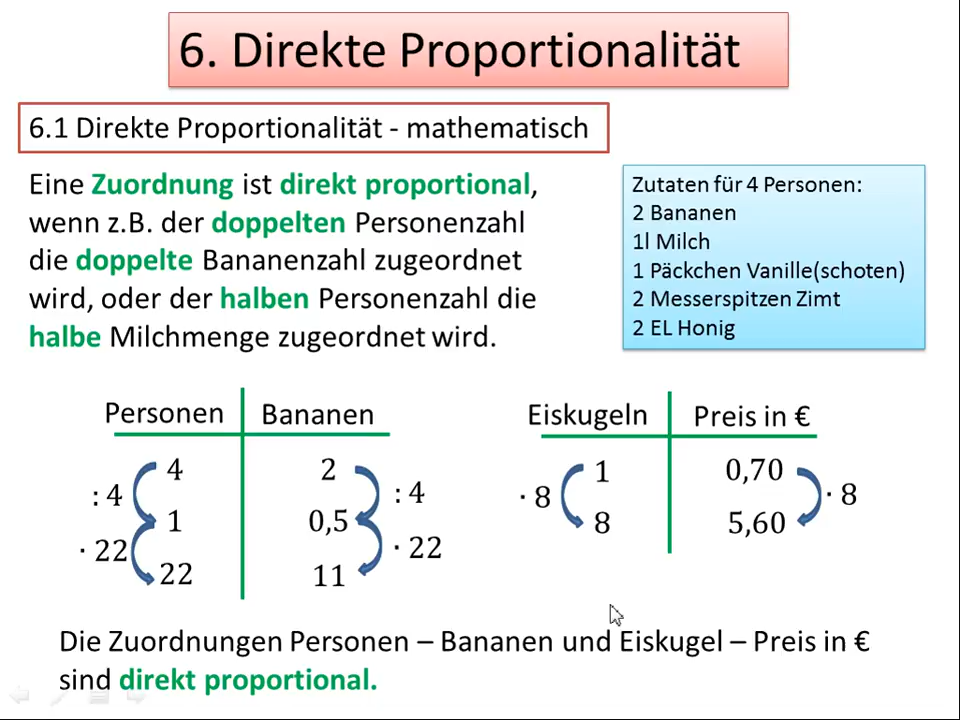 6. Direkte Proportionalität
6.1 Direkte Proportionalität - mathematisch
Eine Zuordnung ist direkt proportional,
wenn z.B. der doppelten Personenzahl
die doppelte Bananenzahl zugeordnet
wird, oder der halben Personenzahl die
halbe Milchmenge zugeordnet wird.
Zutaten für 4 Personen:
2 Bananen
1l Milch
1 Päckchen Vanille(schoten)
2 Messerspitzen Zimt
2 EL Honig
Personen Bananen
4 2
: 4 : 4
1 0,5
· 22 · 22
22 11
Eiskugeln Preis in €
1 0,70
· 8 · 8
8 5,60
Die Zuordnungen Personen – Bananen und Eiskugel – Preis in €
sind direkt proportional.